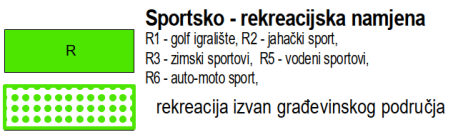 Sportsko - rekreacijska namjena
R
R1 - golf igralište, R2 - jahački sport,
R3 - zimski sportovi, R5 - vodeni sportovi,
R6 - auto-moto sport,
rekreacija izvan građevinskog područja